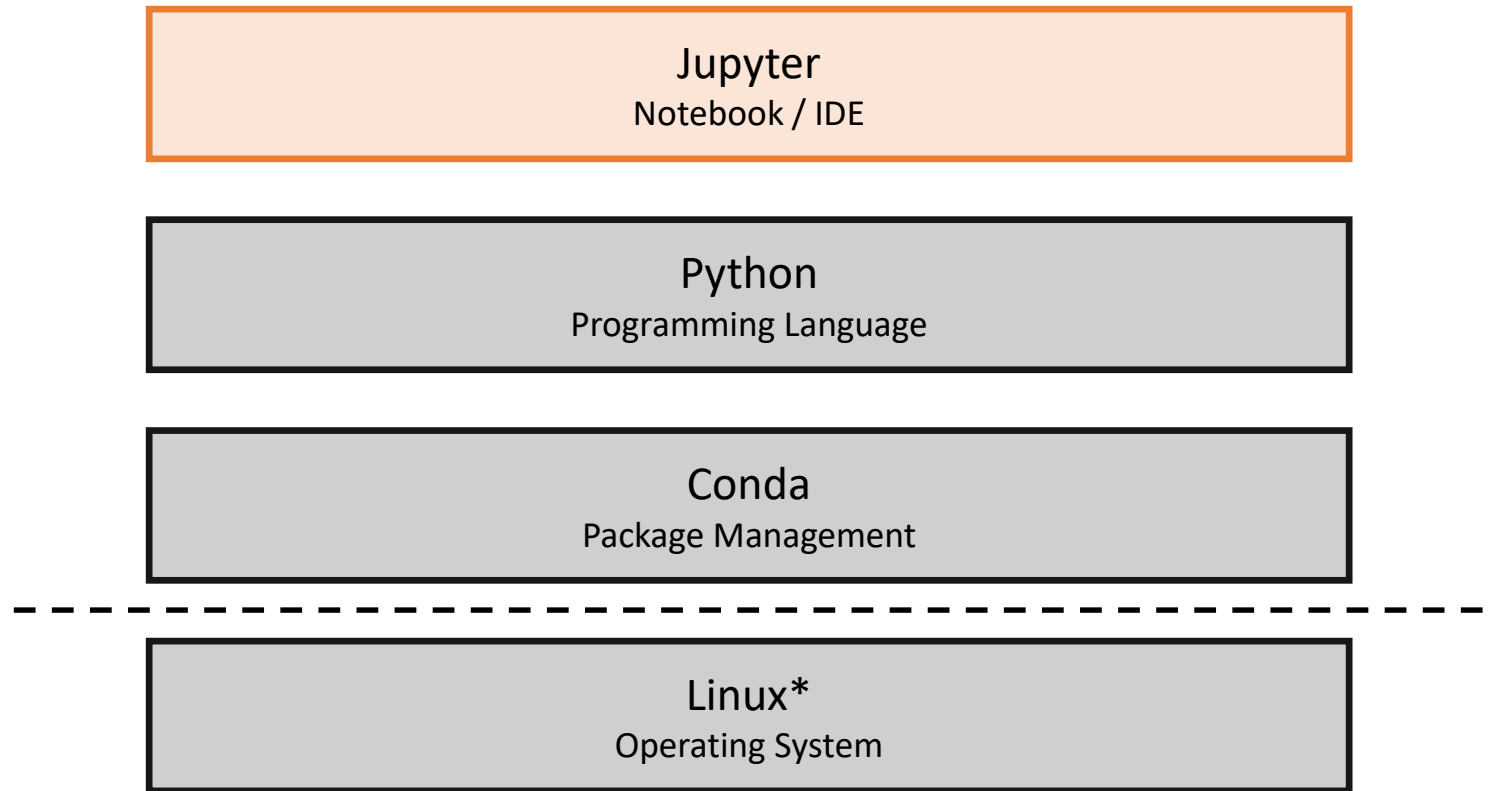 Jupyter
Notebook / IDE
Python
Programming Language
Conda
Package Management
Linux*
Operating System